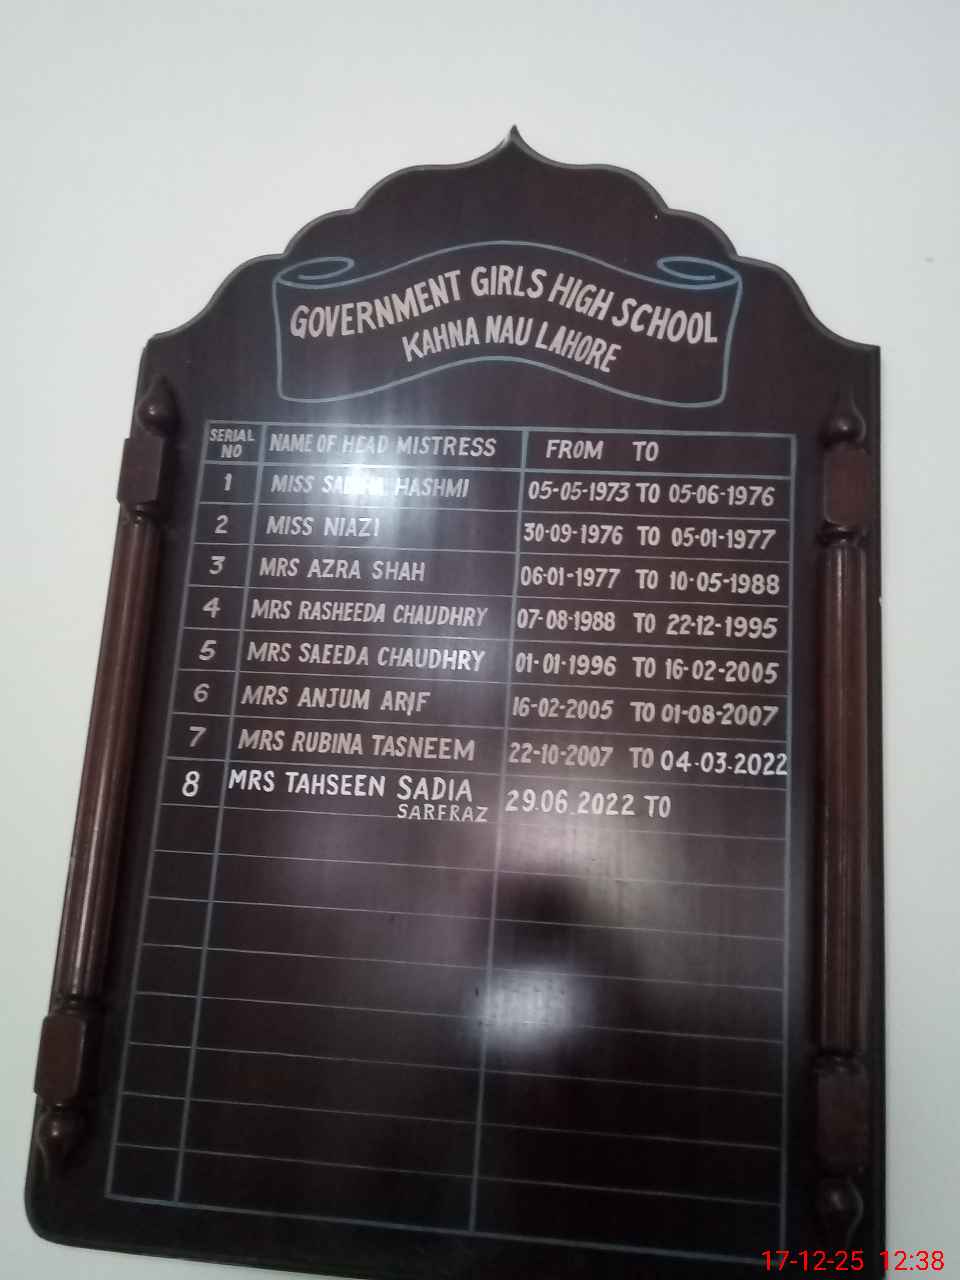 GOVERNMENT GIRLS HIGH SCHOOL
KAHNA NAU LAHORE
SERIAL NO NAME OF HEAD MISTRESS FROM TO
1 MISS HASHMI 05-05-1973 TO 05-06-1976
2 MISS NIAZI 30-09-1976 TO 05-01-1977
3 MRS AZRA SHAH 06-01-1977 TO 10-05-1988
4 MRS RASHEEDA CHAUDHRY 07-08-1988 TO 22-12-1995
5 MRS SAEEDA CHAUDHRY 01-01-1996 TO 16-02-2005
6 MRS ANJUM ARIF 16-02-2005 TO 01-08-2007
7 MRS RUBINA TASNEEM 22-10-2007 TO 04-03-2022
8 MRS TAHSEEN SADIA 29.06.2022 TO
SARFRAZ
17-12-25 12:38